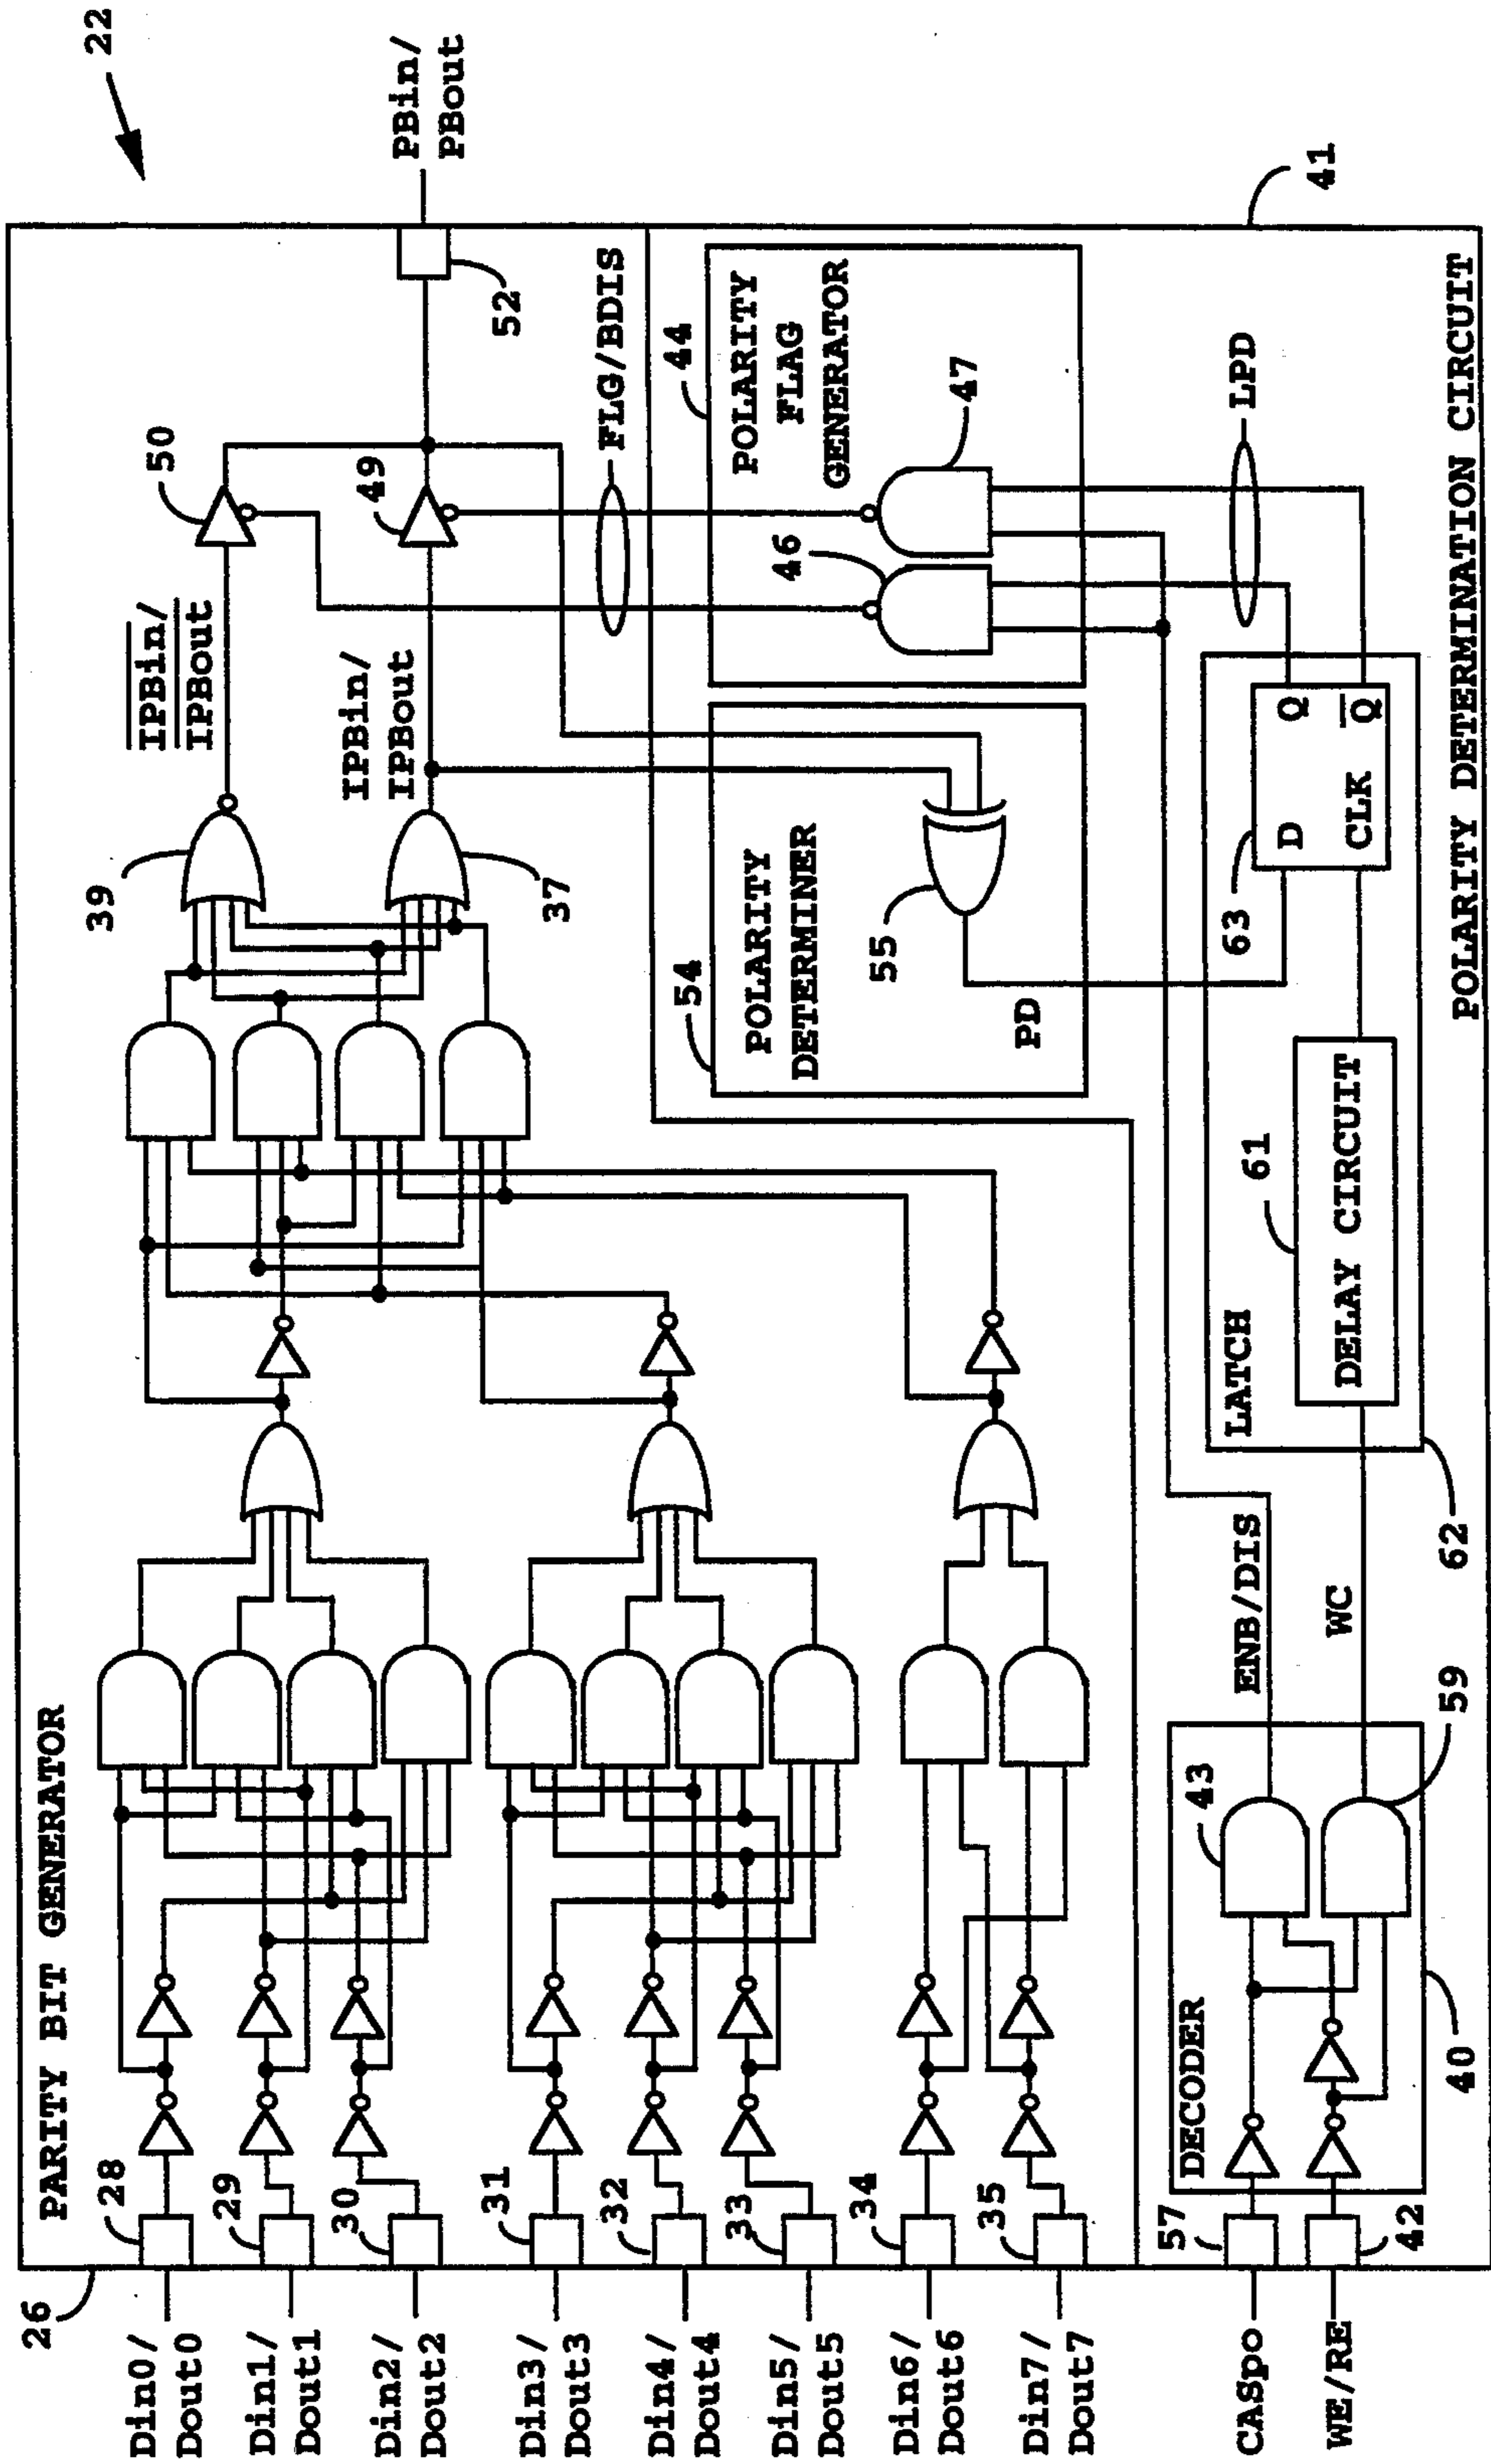 22
PARITY BIT GENERATOR
26
Din0/
Dout0
28
Din1/
Dout1
29
Din2/
Dout2
30
Din3/
Dout3
31
Din4/
Dout4
32
Din5/
Dout5
33
Din6/
Dout6
34
Din7/
Dout7
35
39
37
IPBin/
IPBout
IPBin/
IPBout
50
49
52
PBin/
PBout
FLG/BDIS
54
POLARITY
DETERMINER
55
PD
44
POLARITY
FLAG
GENERATOR
46
47
LPD
41
CASpo
57
WE/RE
42
DECODER
43
59
40
ENB/DIS
WC
62
LATCH
61
DELAY CIRCUIT
63
D
Q
CLK
Q
POLARITY DETERMINATION CIRCUIT